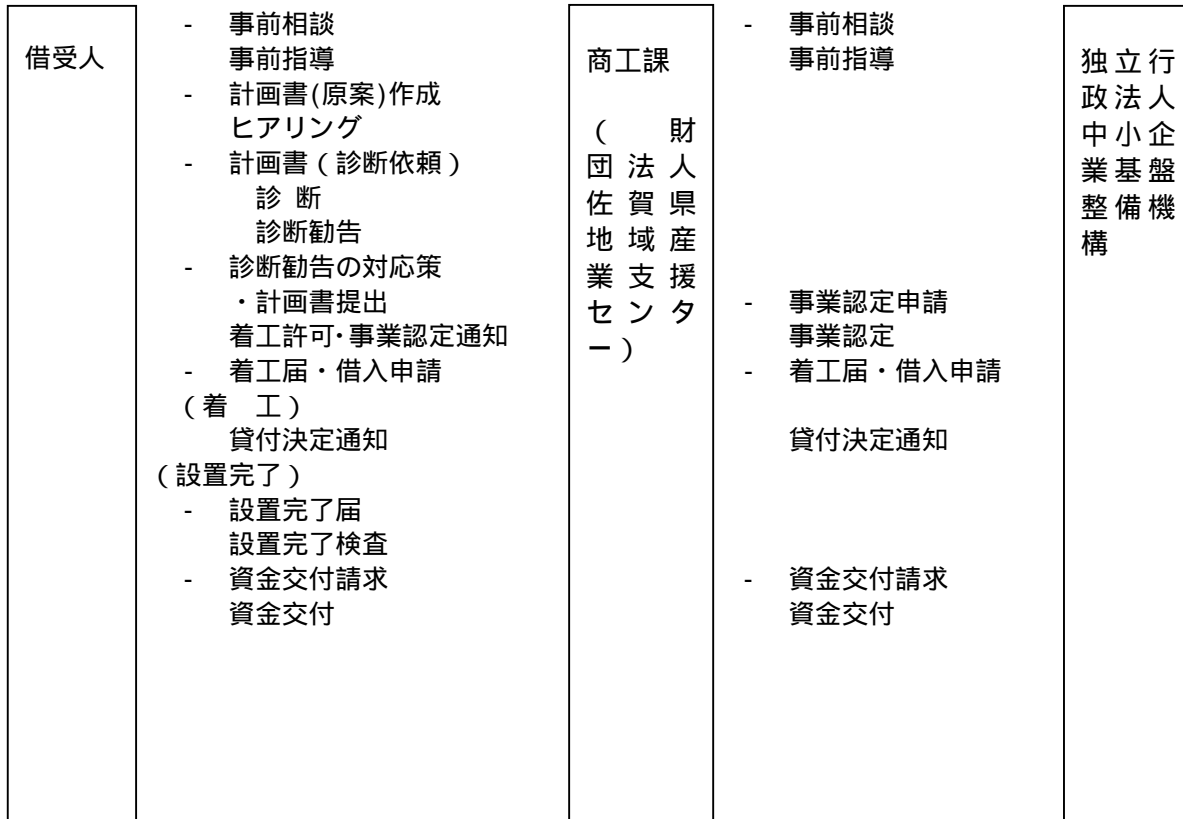 借受人
- 事前相談
事前指導
- 計画書(原案)作成
ヒアリング
- 計画書(診断依頼)
診 断
診断勧告
- 診断勧告の対応策
・計画書提出
着工許可・事業認定通知
- 着工届・借入申請
(着 工)
貸付決定通知
(設置完了)
- 設置完了届
設置完了検査
- 資金交付請求
資金交付
商工課
( 財
団法人
佐賀県
地域産
業支援
センタ
ー)
- 事前相談
事前指導
- 事業認定申請
事業認定
- 着工届・借入申請
貸付決定通知
- 資金交付請求
資金交付
独立行
政法人
中小企
業基盤
整備機
構